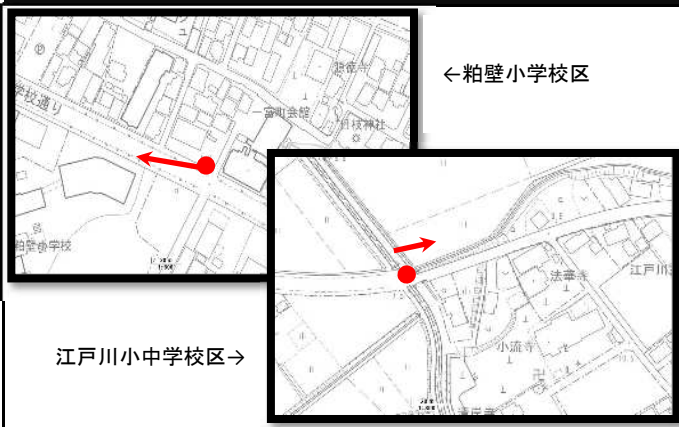 ←粕壁小学校区
学校通り
一宮町会館
日枝神社
粕壁小学校
江戸川小中学校区→
法華寺
江戸川
小流寺